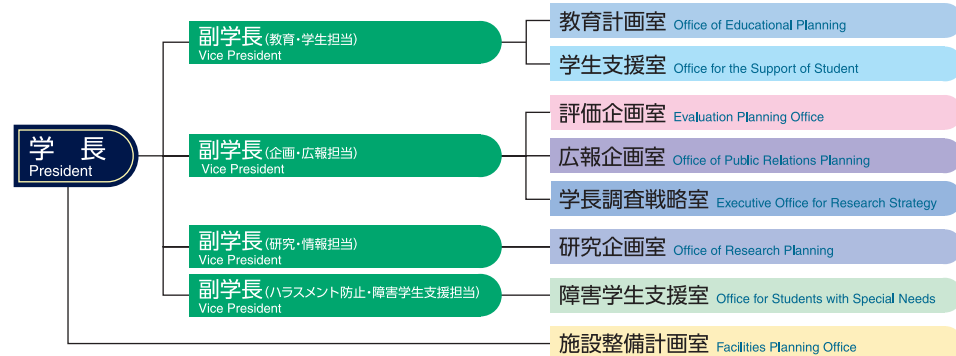 学長
President
副学長(教育・学生担当)
Vice President
教育計画室 Office of Educational Planning
学生支援室 Office for the Support of Student
副学長(企画・広報担当)
Vice President
評価企画室 Evaluation Planning Office
広報企画室 Office of Public Relations Planning
学長調査戦略室 Executive Office for Research Strategy
副学長(研究・情報担当)
Vice President
研究企画室 Office of Research Planning
副学長(ハラスメント防止・障害学生支援担当)
Vice President
障害学生支援室 Office for Students with Special Needs
施設整備計画室 Facilities Planning Office